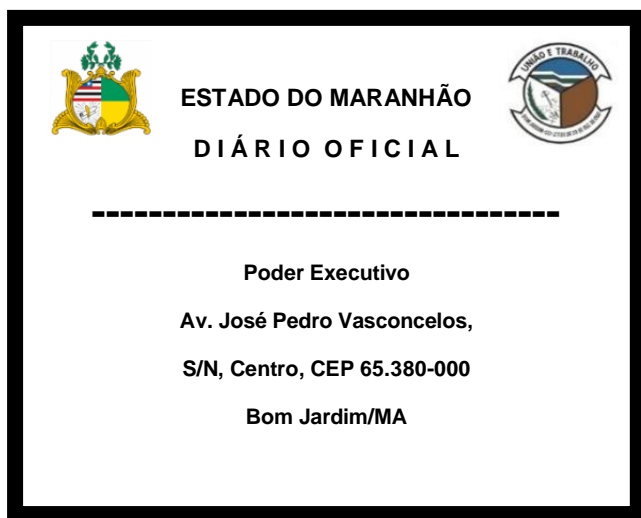 UNIÃO E TRABALHO
ESTADO DO MARANHÃO
D I Á R I O O F I C I A L
---------------------------------
Poder Executivo
Av. José Pedro Vasconcelos,
S/N, Centro, CEP 65.380-000
Bom Jardim/MA